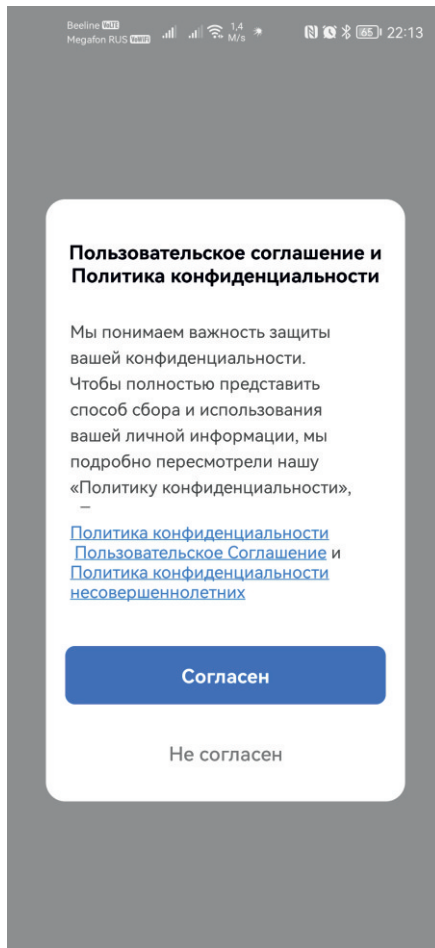 Beeline VoLTE
Megafon RUS VoWiFi 1,4 M/s 65 22:13
Пользовательское соглашение и
Политика конфиденциальности
Мы понимаем важность защиты
вашей конфиденциальности.
Чтобы полностью представить
способ сбора и использования
вашей личной информации, мы
подробно пересмотрели нашу
«Политику конфиденциальности»,
Политика конфиденциальности
Пользовательское Соглашение и
Политика конфиденциальности
несовершеннолетних
Согласен
Не согласен